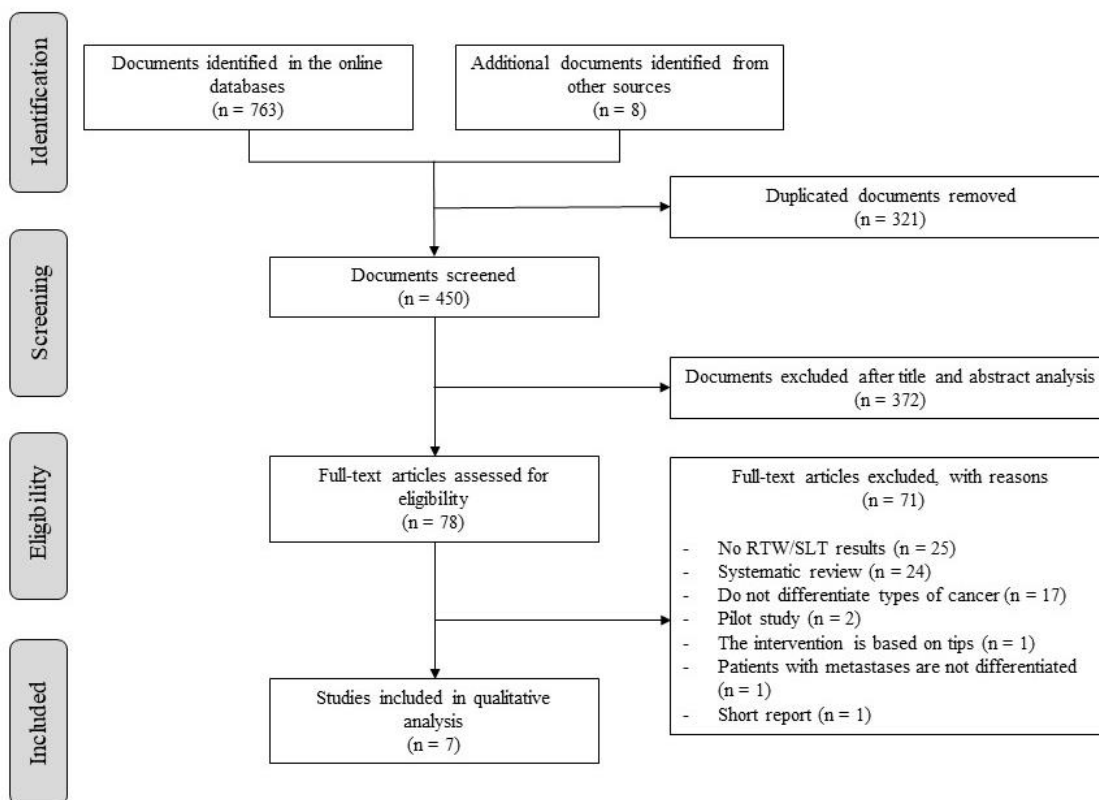 Identification
Documents identified in the online
databases
(n = 763)
Additional documents identified from
other sources
(n = 8)
Duplicated documents removed
(n = 321)
Screening
Documents screened
(n = 450)
Documents excluded after title and abstract analysis
(n = 372)
Eligibility
Full-text articles assessed for
eligibility
(n = 78)
Full-text articles excluded, with reasons
(n = 71)
- No RTW/SLT results (n = 25)
- Systematic review (n = 24)
- Do not differentiate types of cancer (n = 17)
- Pilot study (n = 2)
- The intervention is based on tips (n = 1)
- Patients with metastases are not differentiated
(n = 1)
- Short report (n = 1)
Included
Studies included in qualitative
analysis
(n = 7)